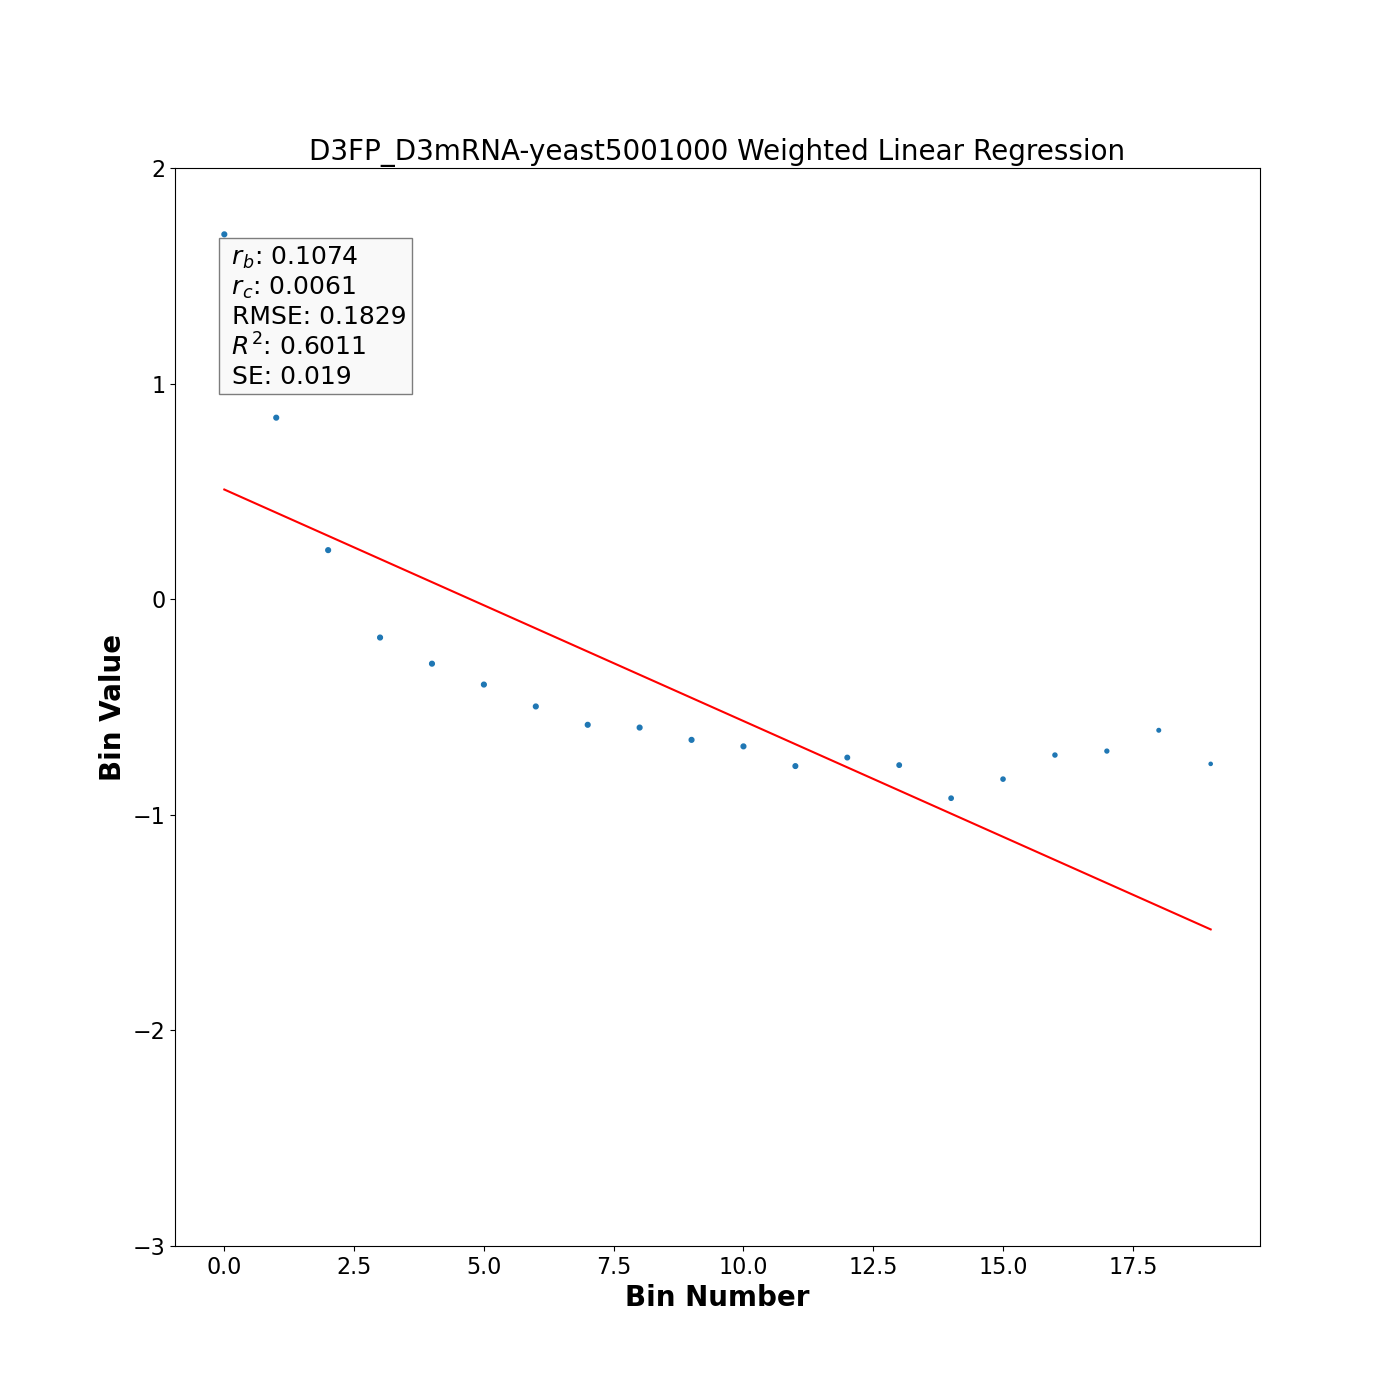 D3FP_D3mRNA-yeast5001000 Weighted Linear Regression
2
r_b: 0.1074
r_c: 0.0061
RMSE: 0.1829
R²: 0.6011
SE: 0.019
1
0
−1
−2
−3
Bin Value
0.0 2.5 5.0 7.5 10.0 12.5 15.0 17.5
Bin Number